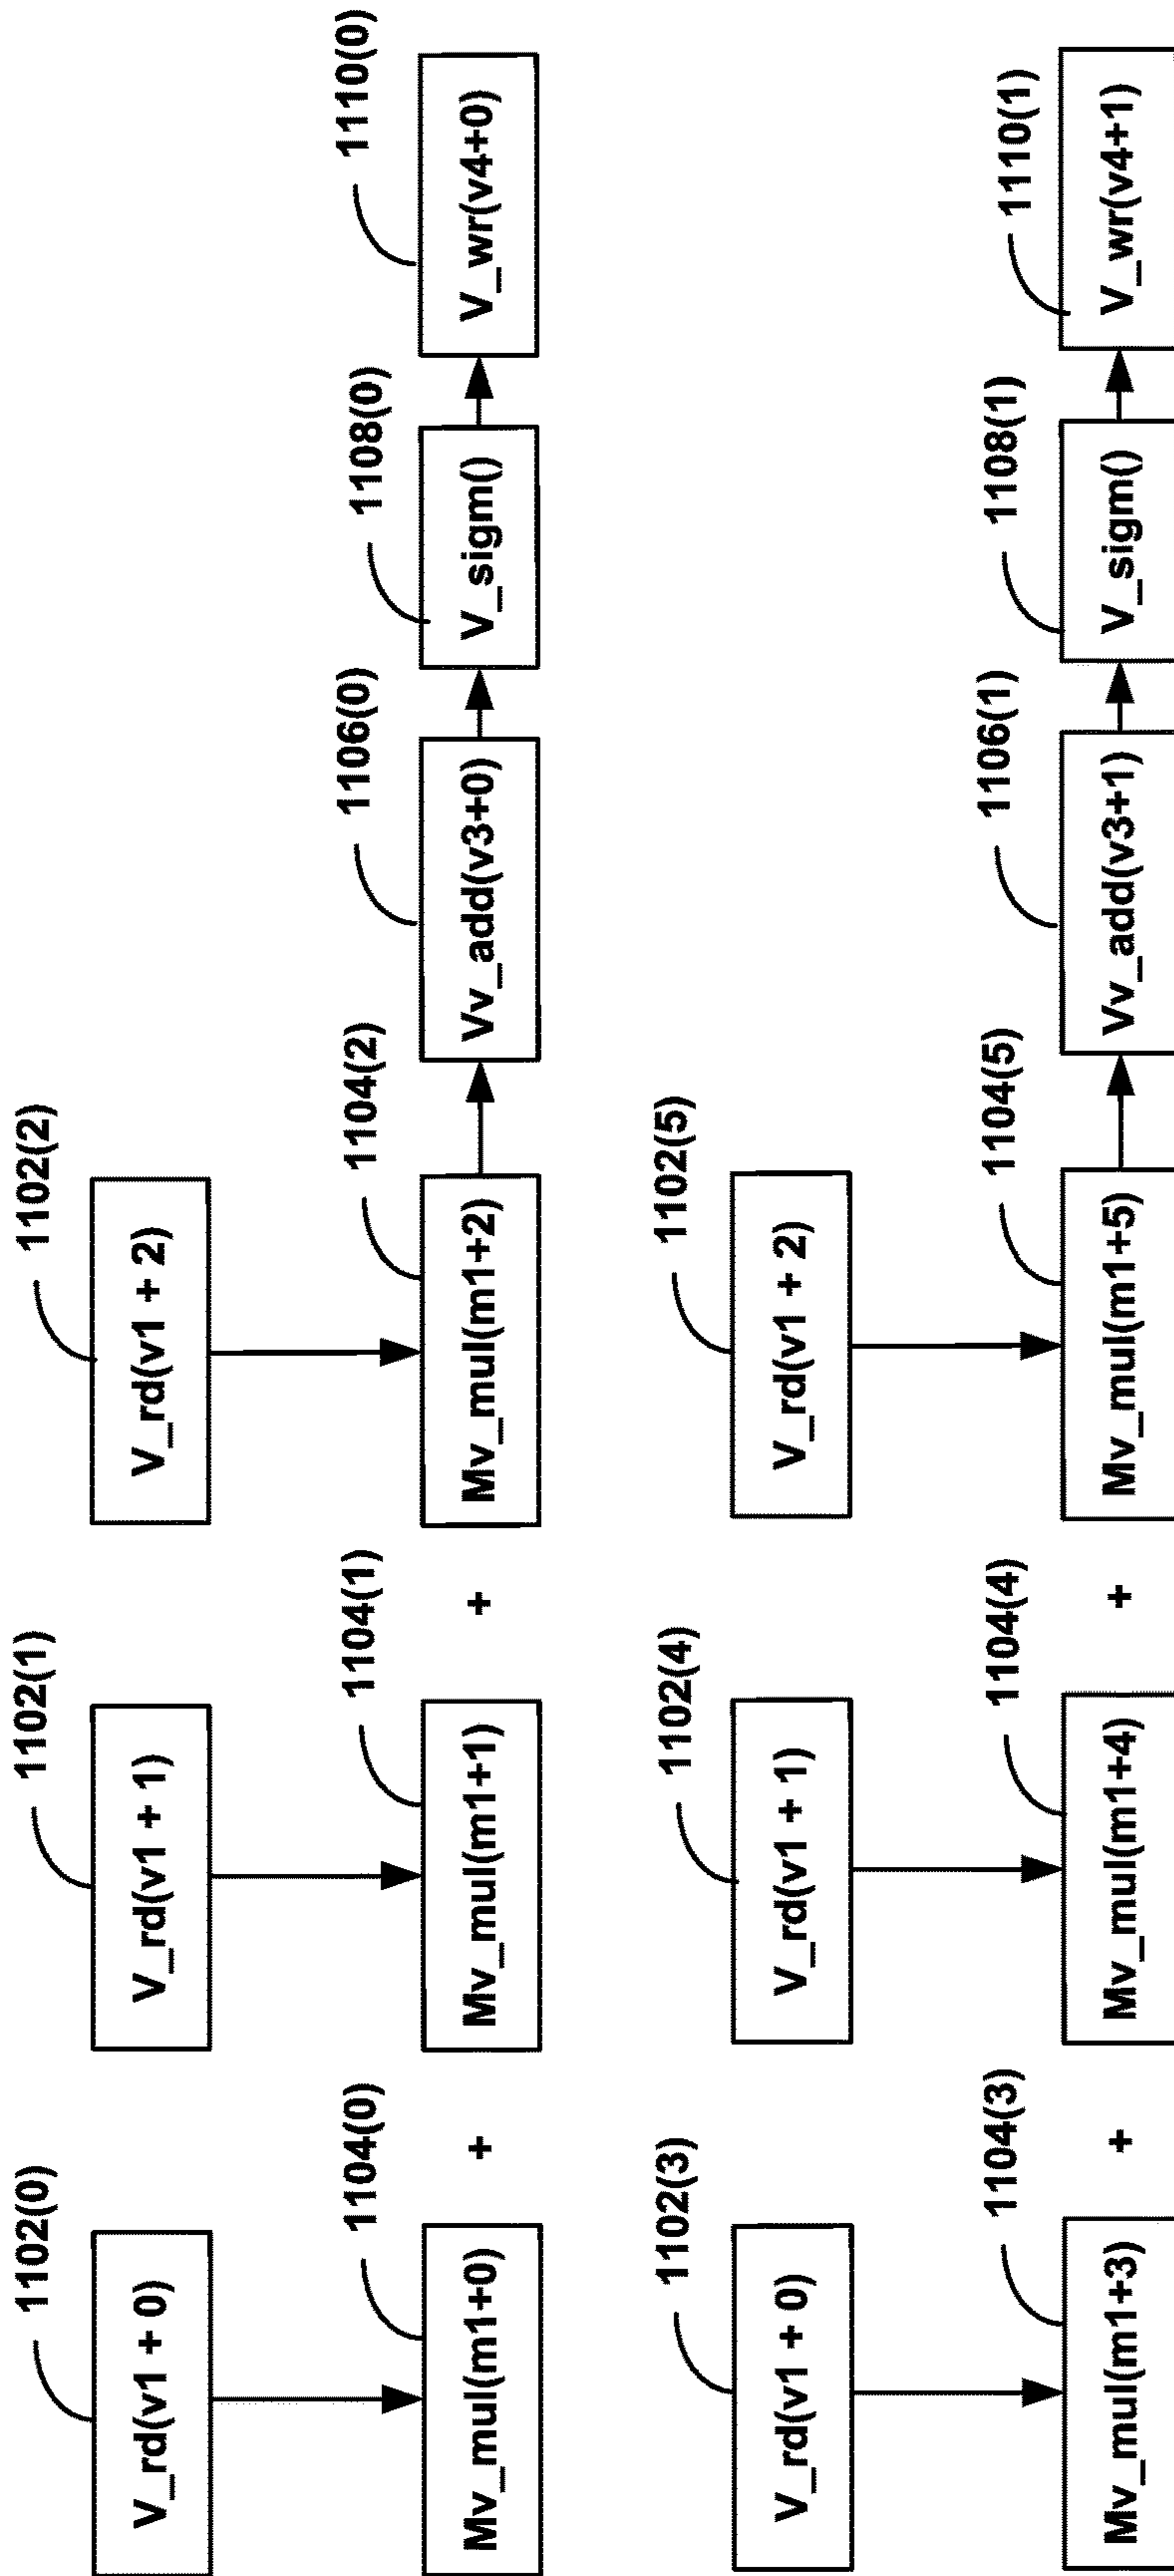 1102(0)
1102(1)
1102(2)
V_rd(v1 + 0)
V_rd(v1 + 1)
V_rd(v1 + 2)
1104(0)
1104(1)
1104(2)
1106(0)
1108(0)
1110(0)
Mv_mul(m1+0)
+
Mv_mul(m1+1)
+
Mv_mul(m1+2)
Vv_add(v3+0)
V_sigm()
V_wr(v4+0)
1102(3)
1102(4)
1102(5)
V_rd(v1 + 0)
V_rd(v1 + 1)
V_rd(v1 + 2)
1104(3)
1104(4)
1104(5)
1106(1)
1108(1)
1110(1)
Mv_mul(m1+3)
+
Mv_mul(m1+4)
+
Mv_mul(m1+5)
Vv_add(v3+1)
V_sigm()
V_wr(v4+1)